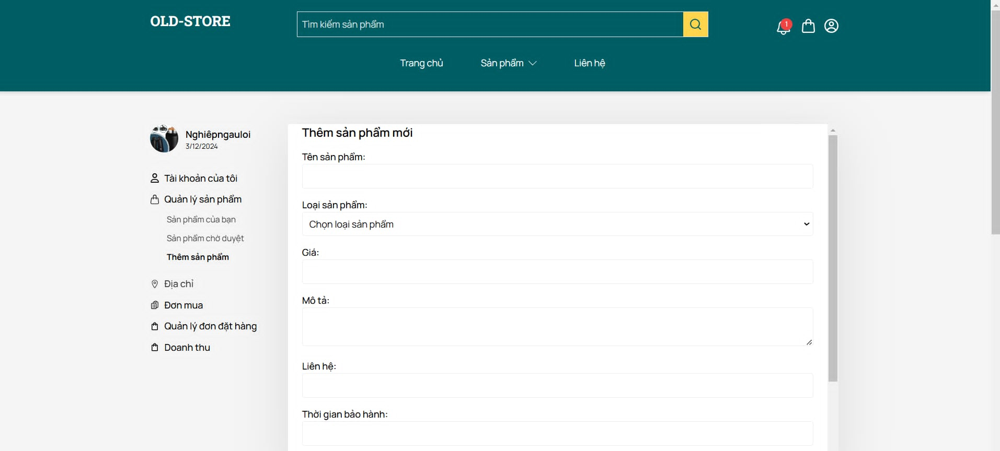 OLD-STORE
Tìm kiếm sản phẩm
1
Trang chủ
Sản phẩm
Liên hệ
Nghiêpngauloi
3/12/2024
Tài khoản của tôi
Quản lý sản phẩm
Sản phẩm của bạn
Sản phẩm chờ duyệt
Thêm sản phẩm
Địa chỉ
Đơn mua
Quản lý đơn đặt hàng
Doanh thu
Thêm sản phẩm mới
Tên sản phẩm:
Loại sản phẩm:
Chọn loại sản phẩm
Giá:
Mô tả:
Liên hệ:
Thời gian bảo hành: